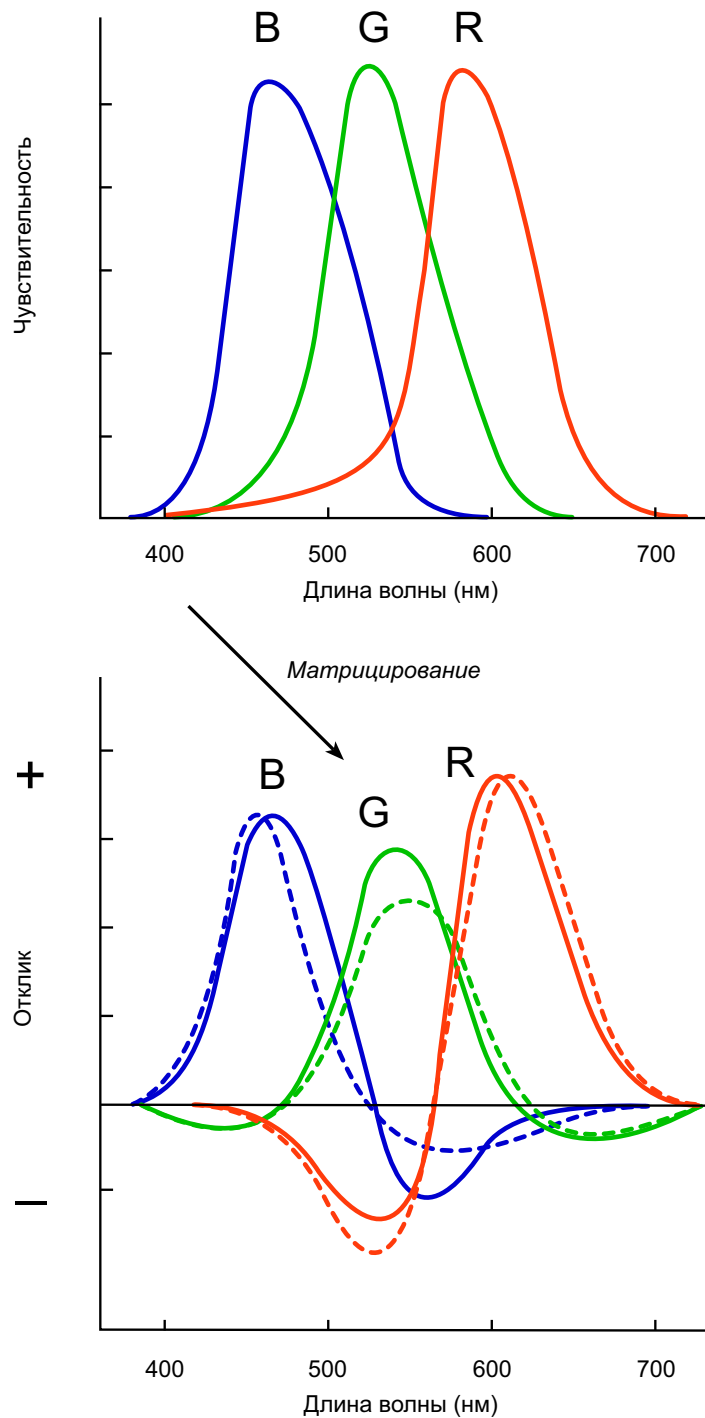 B G R
Чувствительность
400 500 600 700
Длина волны (нм)
Матрицирование
+
B G R
Отклик
–
400 500 600 700
Длина волны (нм)